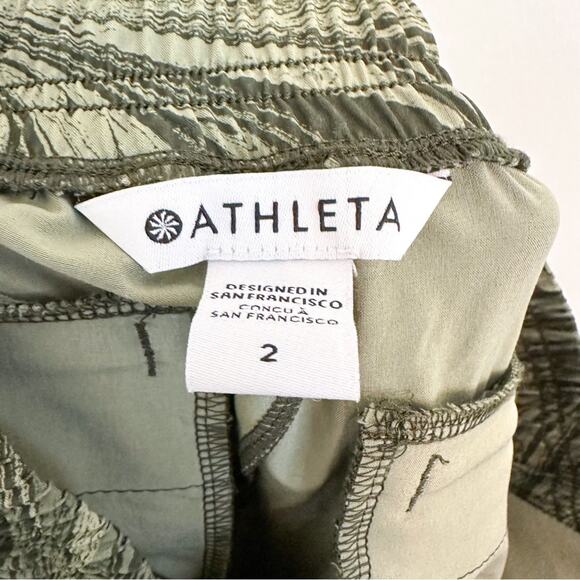 ATHLETA
DESIGNED IN
SAN FRANCISCO
CONÇU À
SAN FRANCISCO
2